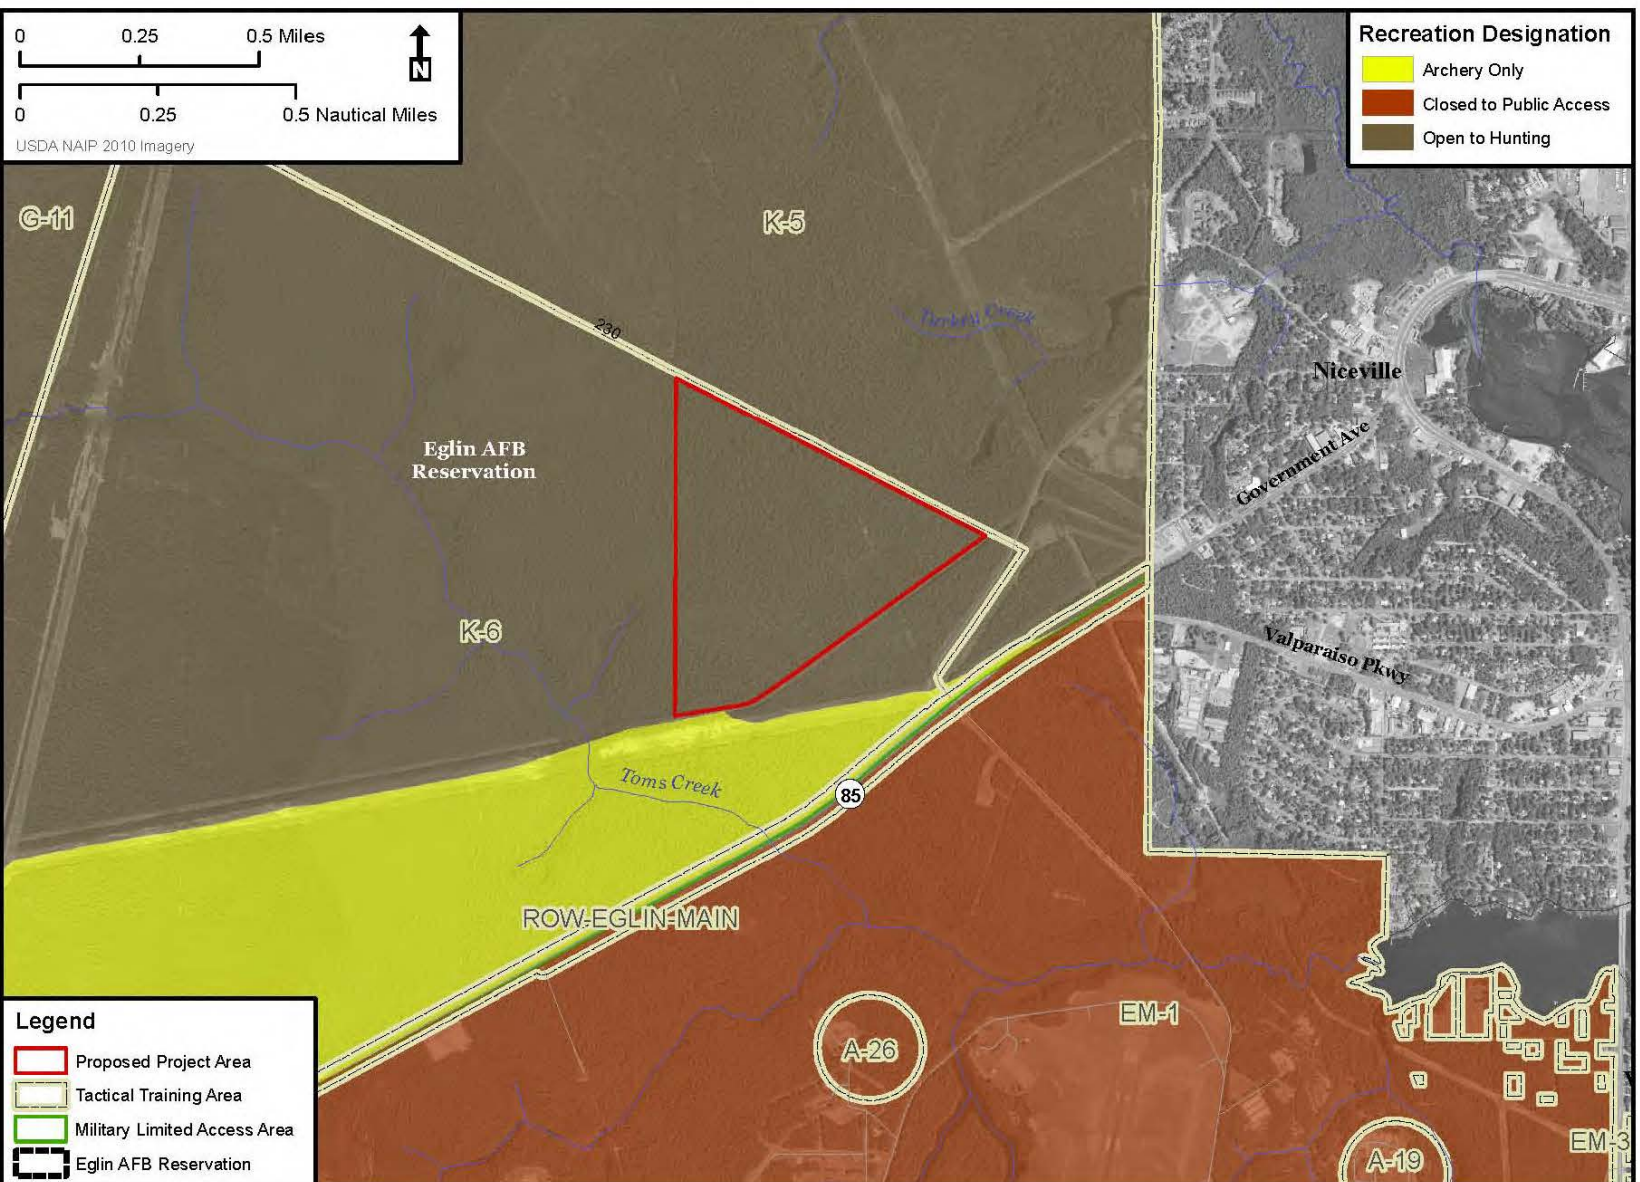 0 0.25 0.5 Miles
N
0 0.25 0.5 Nautical Miles
USDA NAIP 2010 Imagery
Recreation Designation
Archery Only
Closed to Public Access
Open to Hunting
G-11
K-5
230
Niceville
Eglin AFB
Reservation
Government Ave
K-6
Valparaiso Pkwy
Toms Creek
85
ROW-EGLIN-MAIN
EM-1
A-26
EM-3
A-19
Legend
Proposed Project Area
Tactical Training Area
Military Limited Access Area
Eglin AFB Reservation